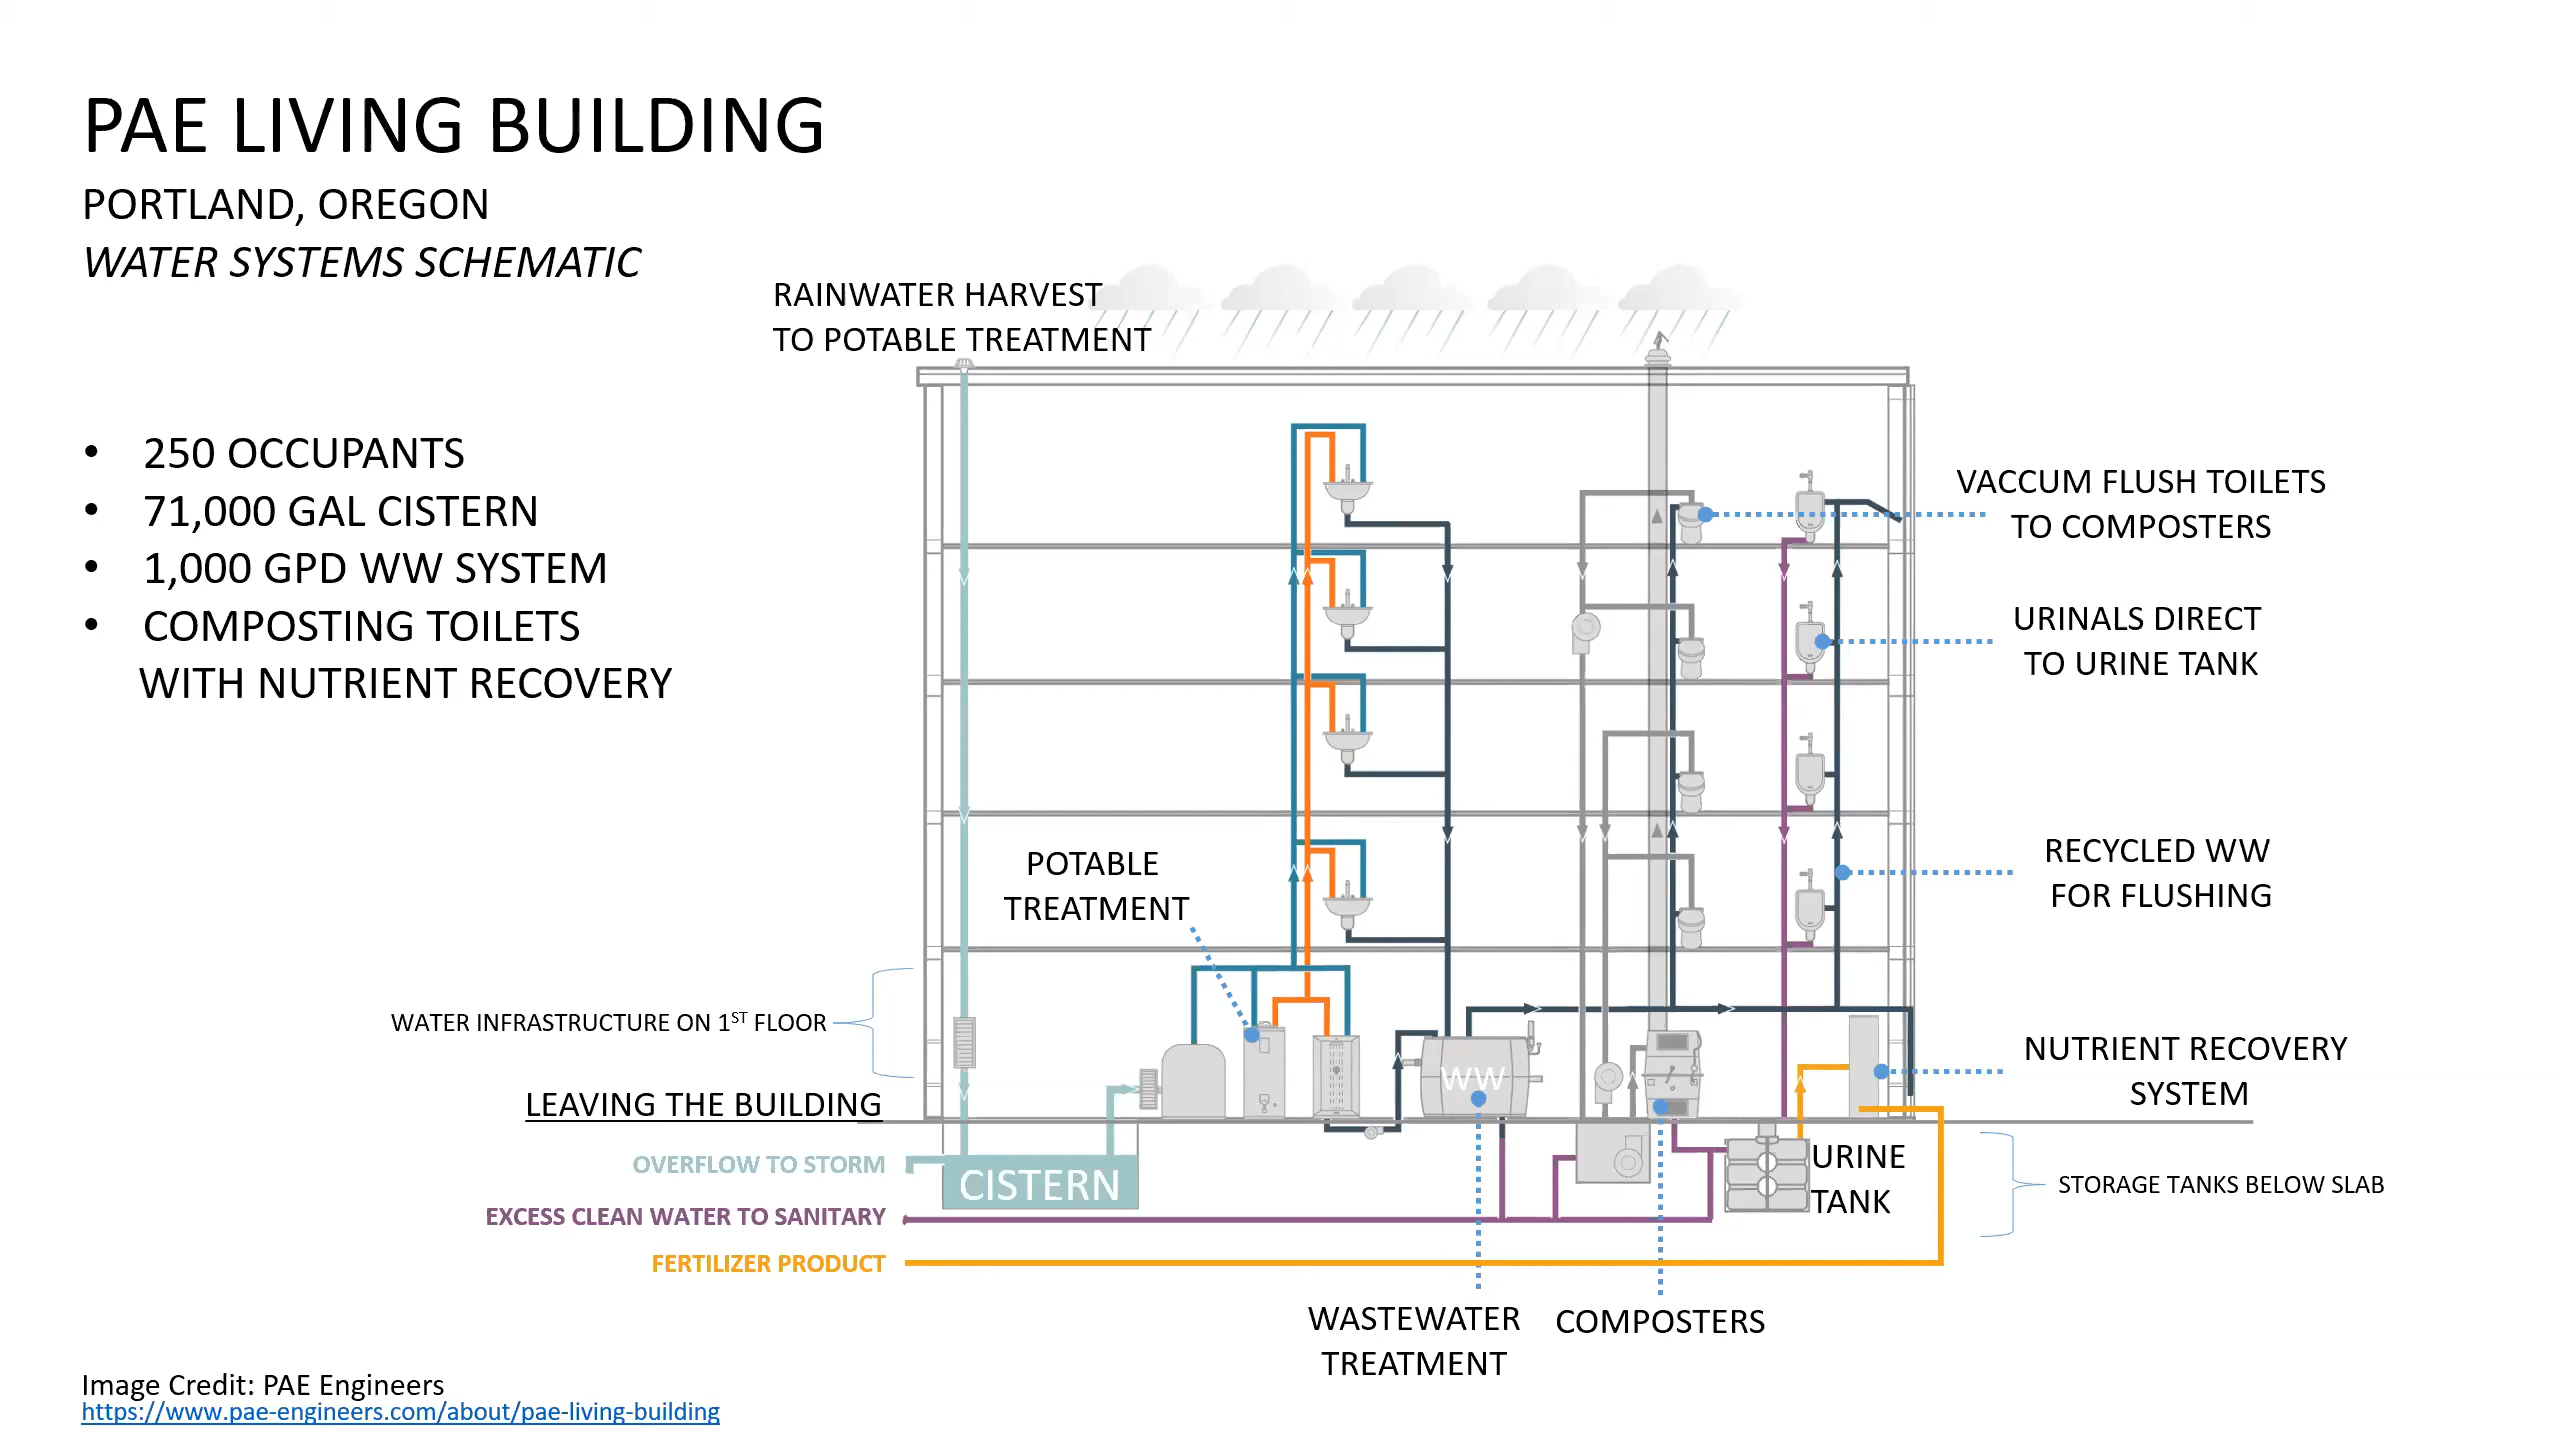 PAE LIVING BUILDING
PORTLAND, OREGON
WATER SYSTEMS SCHEMATIC
• 250 OCCUPANTS
• 71,000 GAL CISTERN
• 1,000 GPD WW SYSTEM
• COMPOSTING TOILETS
WITH NUTRIENT RECOVERY
RAINWATER HARVEST
TO POTABLE TREATMENT
VACCUM FLUSH TOILETS
TO COMPOSTERS
URINALS DIRECT
TO URINE TANK
RECYCLED WW
FOR FLUSHING
POTABLE
TREATMENT
WATER INFRASTRUCTURE ON 1ST FLOOR
NUTRIENT RECOVERY
SYSTEM
WW
LEAVING THE BUILDING
OVERFLOW TO STORM
CISTERN
EXCESS CLEAN WATER TO SANITARY
FERTILIZER PRODUCT
URINE
TANK
STORAGE TANKS BELOW SLAB
WASTEWATER
TREATMENT
COMPOSTERS
Image Credit: PAE Engineers
https://www.pae-engineers.com/about/pae-living-building